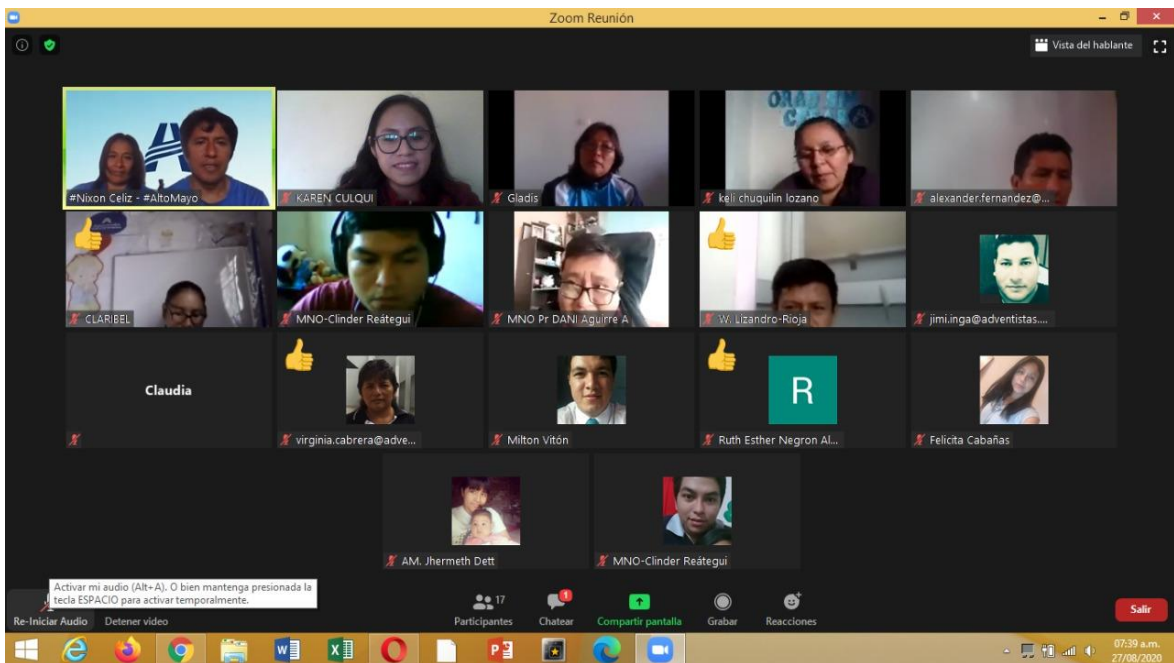 Zoom Reunión
Vista del hablante
#Nixon Celiz - #AltoMayo
KAREN CULQUI
Gladis
keli chuquilin lozano
alexander.fernandez@...
CLARIBEL
MNO-Clinder Reátegui
MNO Pr DANI Aguirre A
W. Lizandro-Rioja
jimi.inga@adventistas....
Claudia
virginia.cabrera@adve...
Milton Vitón
Ruth Esther Negron Al...
R
Felicita Cabañas
AM. Jhermeth Dett
MNO-Clinder Reátegui
Activar mi audio (Alt+A). O bien mantenga presionada la
tecla ESPACIO para activar temporalmente.
Re-Iniciar Audio
Detener video
17
Participantes
1
Chatear
Compartir pantalla
Grabar
Reacciones
Salir
07:39 a.m.
27/08/2020